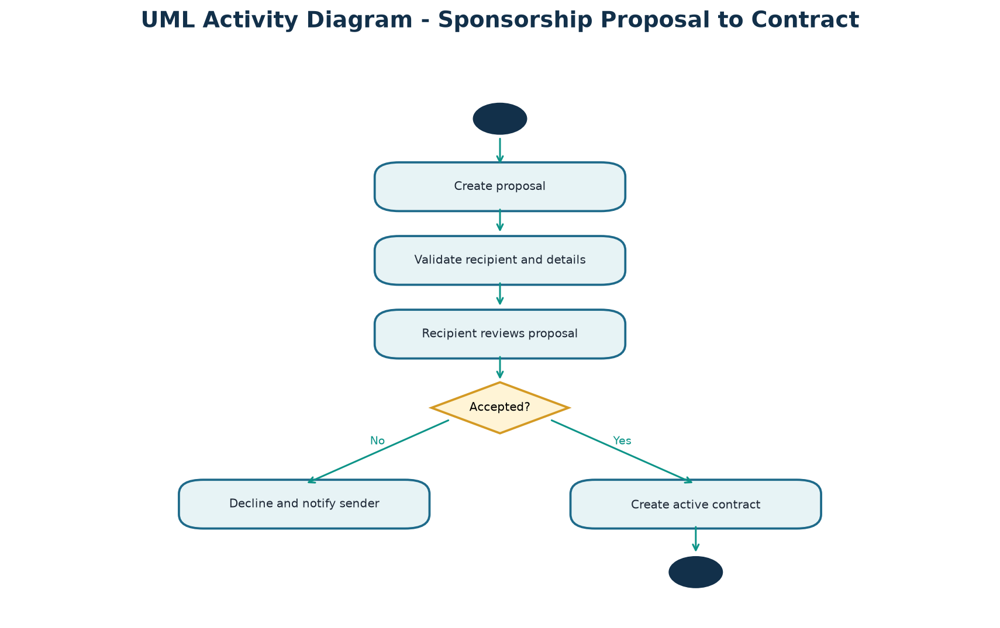 UML Activity Diagram - Sponsorship Proposal to Contract
Create proposal
Validate recipient and details
Recipient reviews proposal
Accepted?
No
Yes
Decline and notify sender
Create active contract